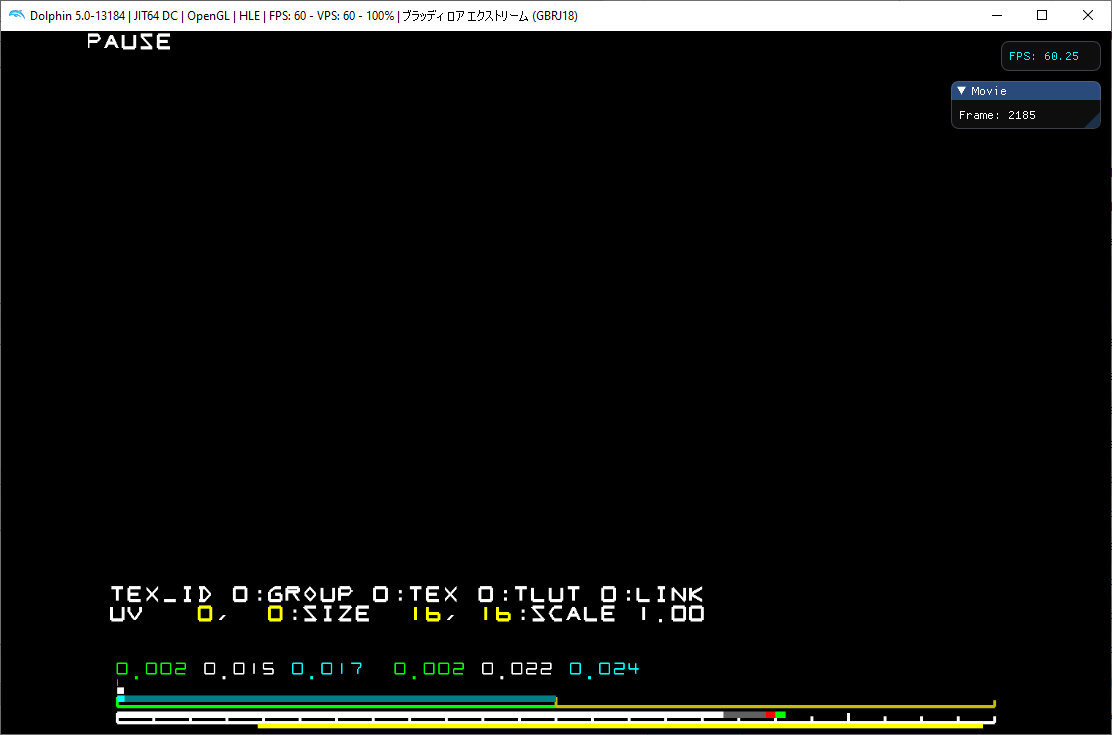 Dolphin 5.0-13184 | JIT64 DC | OpenGL | HLE | FPS: 60 - VPS: 60 - 100% | ブラッディ ロア エクストリーム (GBRJ18)
PAUSE
FPS: 60.25
Movie
Frame: 2185
TEX_ID 0:GROUP 0:TEX 0:TLUT 0:LINK
UV 0, 0:SIZE 16, 16:SCALE 1.00
0.002 0.015 0.017 0.002 0.022 0.024